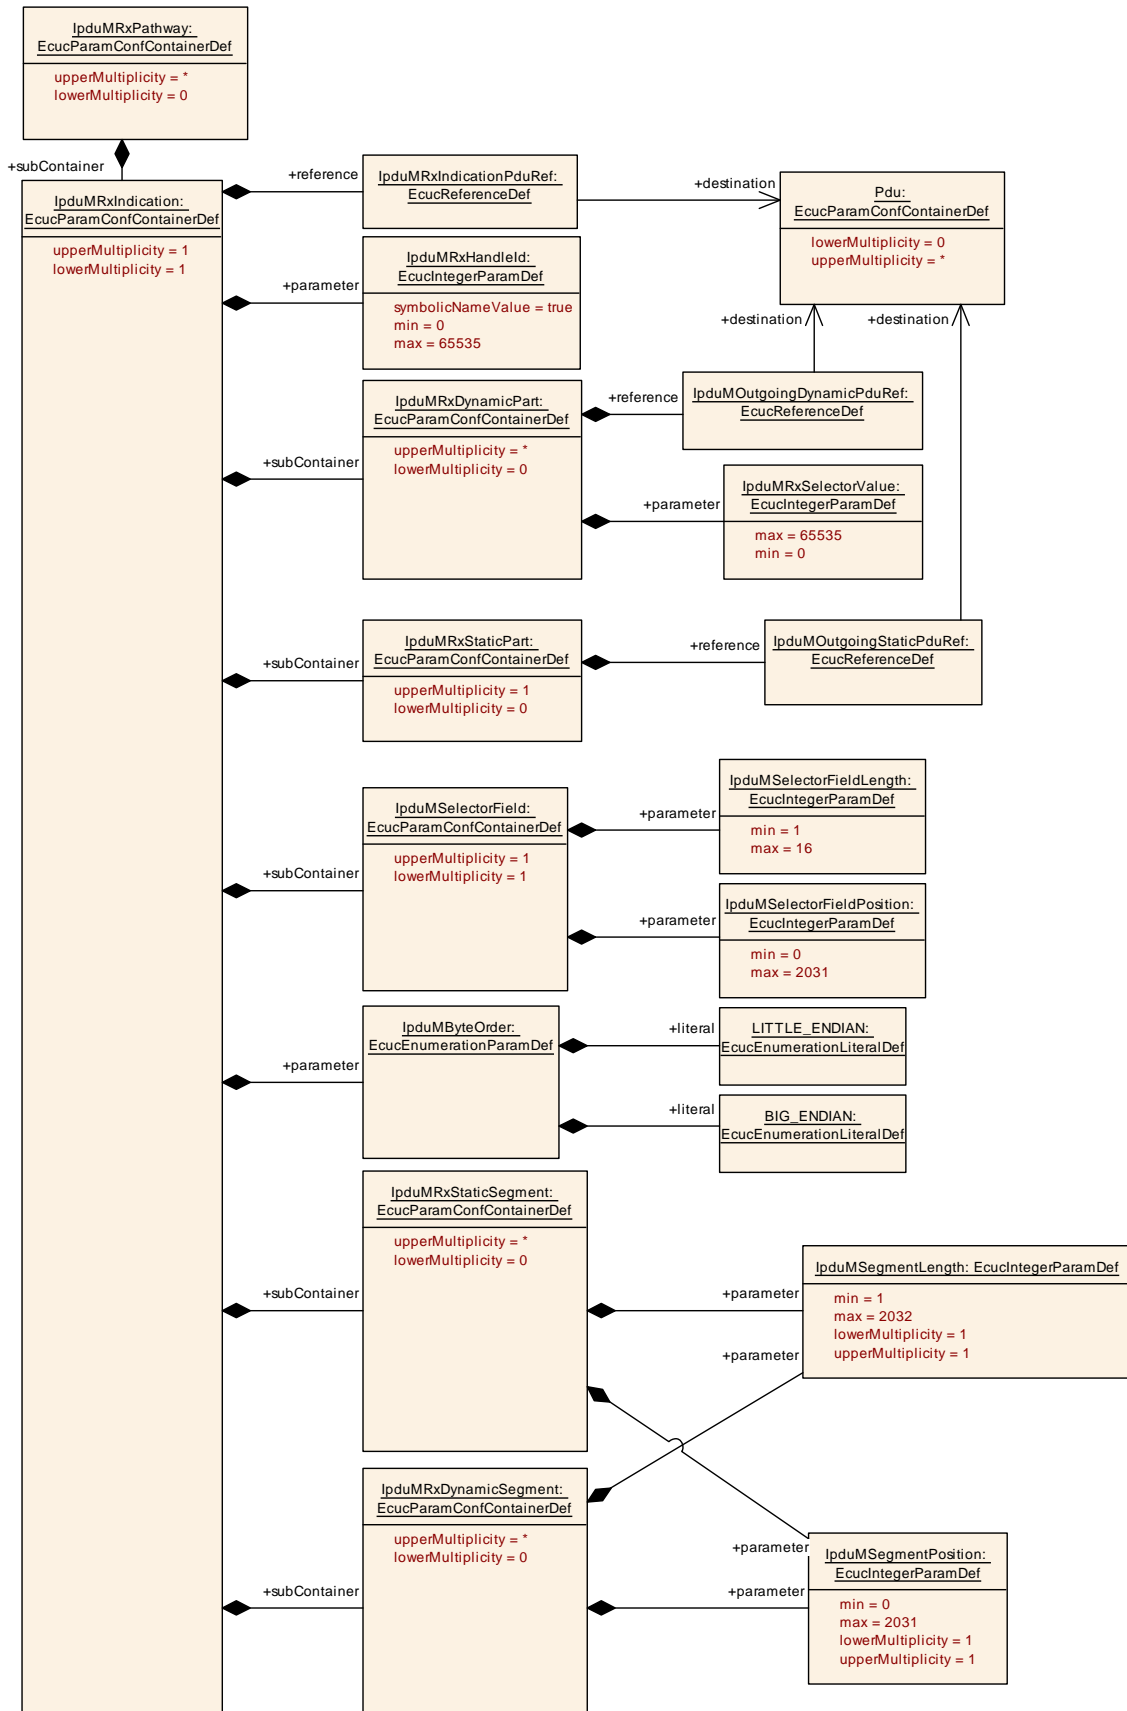 IpduMRxPathway:
EcucParamConfContainerDef
upperMultiplicity = *
lowerMultiplicity = 0
+subContainer
IpduMRxIndication:
EcucParamConfContainerDef
upperMultiplicity = 1
lowerMultiplicity = 1
+reference
IpduMRxIndicationPduRef:
EcucReferenceDef
+destination
Pdu:
EcucParamConfContainerDef
lowerMultiplicity = 0
upperMultiplicity = *
+parameter
IpduMRxHandleId:
EcucIntegerParamDef
symbolicNameValue = true
min = 0
max = 65535
+destination
+destination
+subContainer
IpduMRxDynamicPart:
EcucParamConfContainerDef
upperMultiplicity = *
lowerMultiplicity = 0
+reference
IpduMOutgoingDynamicPduRef:
EcucReferenceDef
+parameter
IpduMRxSelectorValue:
EcucIntegerParamDef
max = 65535
min = 0
+subContainer
IpduMRxStaticPart:
EcucParamConfContainerDef
upperMultiplicity = 1
lowerMultiplicity = 0
+reference
IpduMOutgoingStaticPduRef:
EcucReferenceDef
+subContainer
IpduMSelectorField:
EcucParamConfContainerDef
upperMultiplicity = 1
lowerMultiplicity = 1
+parameter
IpduMSelectorFieldLength:
EcucIntegerParamDef
min = 1
max = 16
+parameter
IpduMSelectorFieldPosition:
EcucIntegerParamDef
min = 0
max = 2031
+parameter
IpduMByteOrder:
EcucEnumerationParamDef
+literal
LITTLE_ENDIAN:
EcucEnumerationLiteralDef
+literal
BIG_ENDIAN:
EcucEnumerationLiteralDef
+subContainer
IpduMRxStaticSegment:
EcucParamConfContainerDef
upperMultiplicity = *
lowerMultiplicity = 0
+parameter
IpduMSegmentLength: EcucIntegerParamDef
min = 1
max = 2032
lowerMultiplicity = 1
upperMultiplicity = 1
+parameter
+subContainer
IpduMRxDynamicSegment:
EcucParamConfContainerDef
upperMultiplicity = *
lowerMultiplicity = 0
+parameter
+parameter
IpduMSegmentPosition:
EcucIntegerParamDef
min = 0
max = 2031
lowerMultiplicity = 1
upperMultiplicity = 1